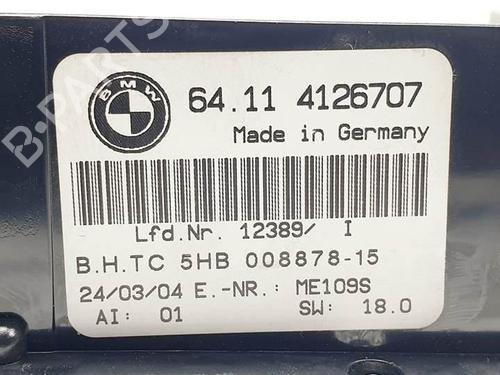 B-PARTS
BMW
64.11 4126707
Made in Germany
Lfd.Nr. 12389/ I
B.H.TC 5HB 008878-15
24/03/04 E.-NR.: ME109S
AI: 01 SW: 18.0